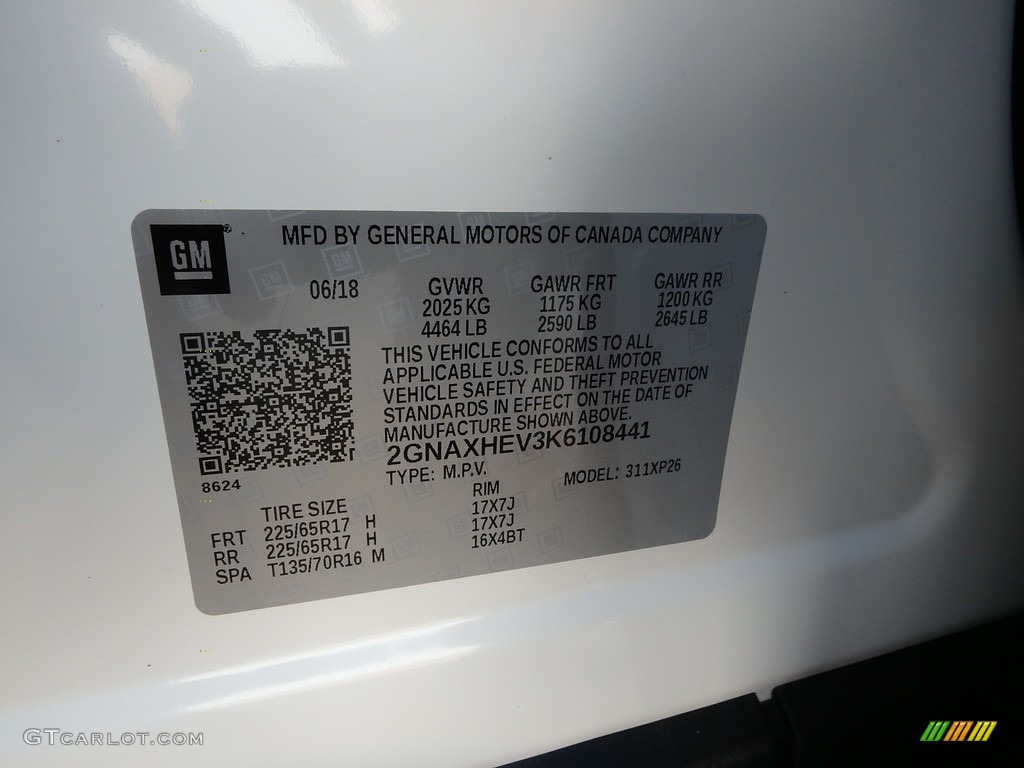 GM
MFD BY GENERAL MOTORS OF CANADA COMPANY
06/18
GVWR GAWR FRT GAWR RR
2025 KG 1175 KG 1200 KG
4464 LB 2590 LB 2645 LB
THIS VEHICLE CONFORMS TO ALL
APPLICABLE U.S. FEDERAL MOTOR
VEHICLE SAFETY AND THEFT PREVENTION
STANDARDS IN EFFECT ON THE DATE OF
MANUFACTURE SHOWN ABOVE.
2GNAXHEV3K6108441
8624
TYPE: M.P.V. MODEL: 311XP26
TIRE SIZE RIM
FRT 225/65R17 H 17X7J
RR 225/65R17 H 17X7J
SPA T135/70R16 M 16X4BT
GTCARLOT.COM